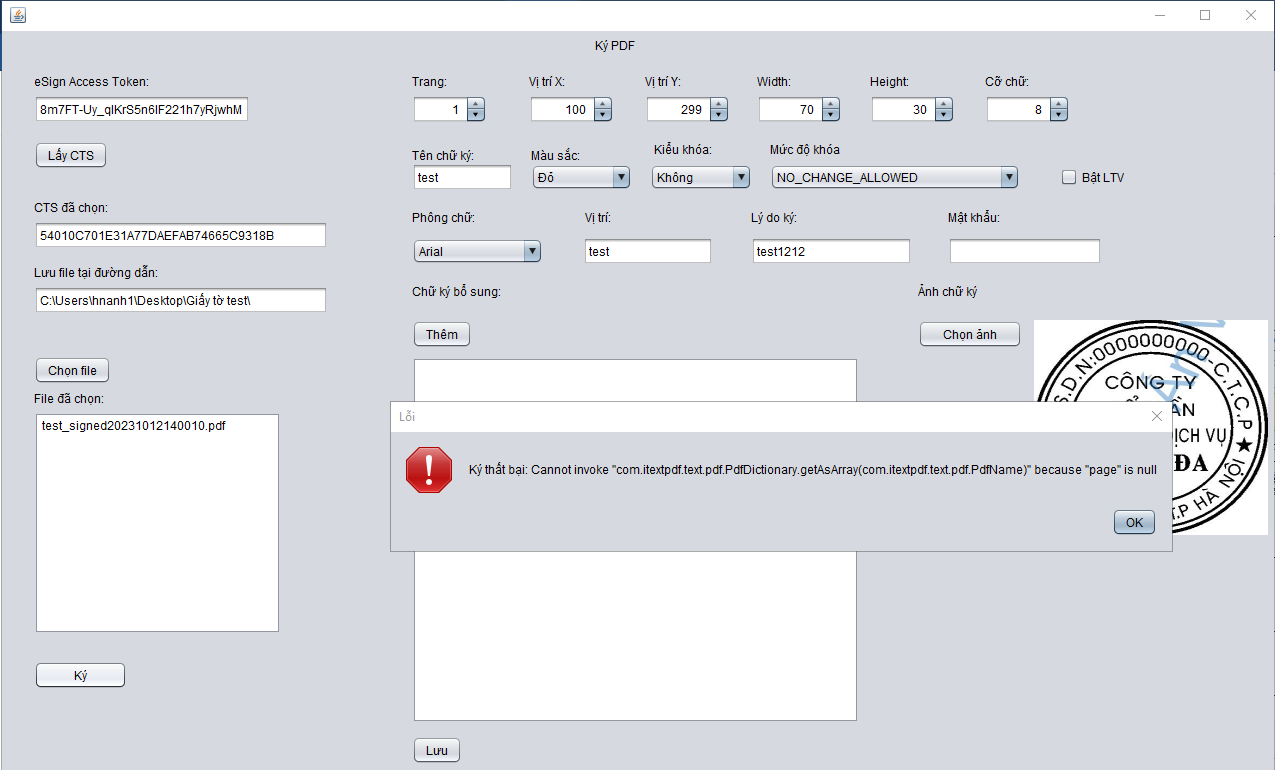 Ký PDF
eSign Access Token:
8m7FT-Uy_qlKrS5n6lF221h7yRjwhM
Lấy CTS
CTS đã chọn:
54010C701E31A77DAEFAB74665C9318B
Lưu file tại đường dẫn:
C:\Users\hnanh1\Desktop\Giấy tờ test\
Chọn file
File đã chọn:
test_signed20231012140010.pdf
Ký
Trang:
1
Vị trí X:
100
Vị trí Y:
299
Width:
70
Height:
30
Cỡ chữ:
8
Tên chữ ký:
test
Màu sắc:
Đỏ
Kiểu khóa:
Không
Mức độ khóa
NO_CHANGE_ALLOWED
Bật LTV
Phông chữ:
Arial
Vị trí:
test
Lý do ký:
test1212
Mật khẩu:
Chữ ký bổ sung:
Thêm
Ảnh chữ ký
Chọn ảnh
S.D.N:0000000000-C.T.C.P
CÔNG TY
ỊCH VỤ
ĐA
T.P HÀ NỘI
Lỗi
Ký thất bại: Cannot invoke "com.itextpdf.text.pdf.PdfDictionary.getAsArray(com.itextpdf.text.pdf.PdfName)" because "page" is null
OK
Lưu